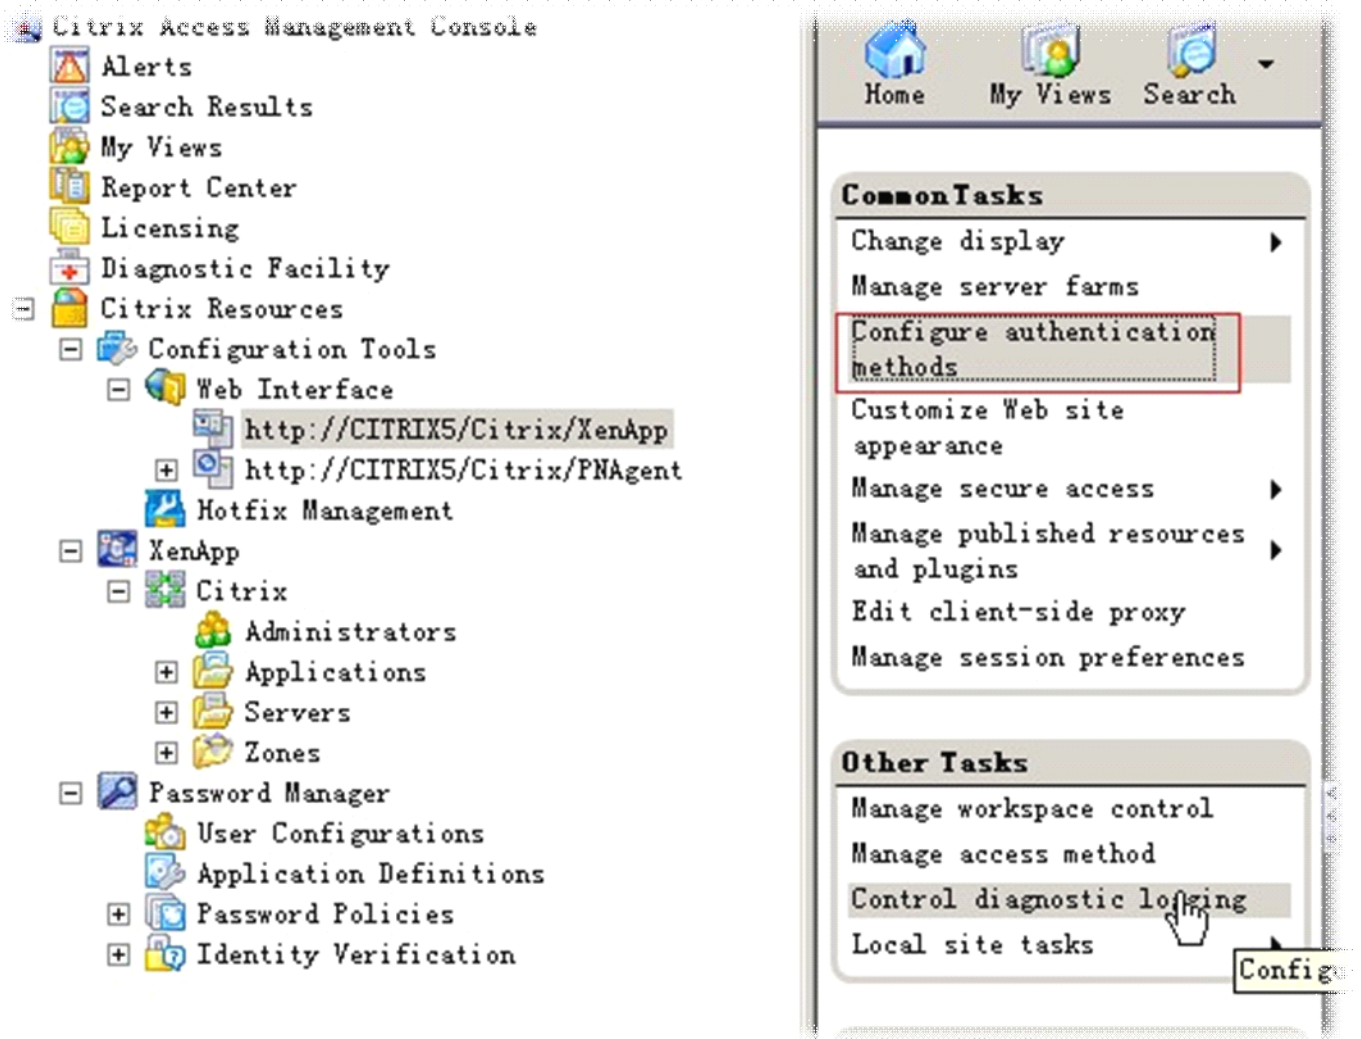 Citrix Access Management Console
Alerts
Search Results
My Views
Report Center
Licensing
Diagnostic Facility
Citrix Resources
Configuration Tools
Web Interface
http://CITRIX5/Citrix/XenApp
http://CITRIX5/Citrix/PNAgent
Hotfix Management
XenApp
Citrix
Administrators
Applications
Servers
Zones
Password Manager
User Configurations
Application Definitions
Password Policies
Identity Verification
Home My Views Search
Common Tasks
Change display
Manage server farms
Configure authentication
methods
Customize Web site
appearance
Manage secure access
Manage published resources
and plugins
Edit client-side proxy
Manage session preferences
Other Tasks
Manage workspace control
Manage access method
Control diagnostic logging
Local site tasks